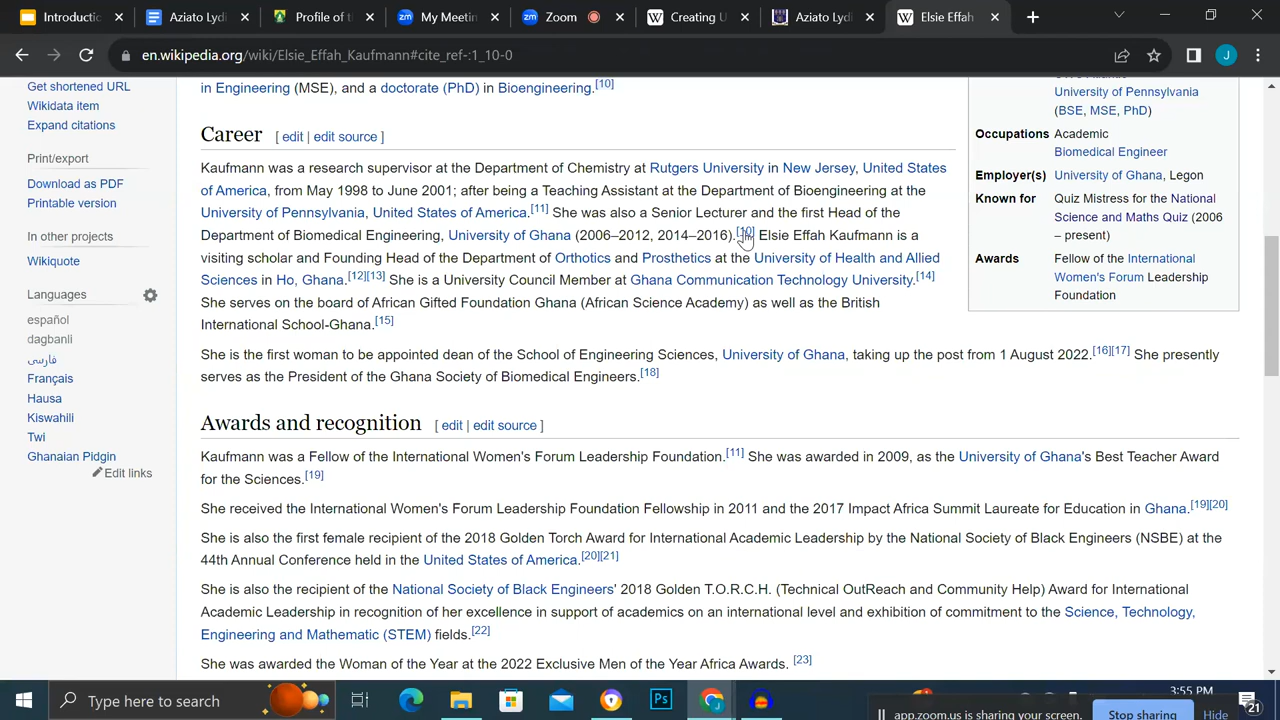 Introducti
Aziato Lydi
Profile of t
My Meetin
Zoom
Creating U
Aziato Lydi
Elsie Effah
en.wikipedia.org/wiki/Elsie_Effah_Kaufmann#cite_ref-:1_10-0
J
Get shortened URL
Wikidata item
Expand citations
Print/export
Download as PDF
Printable version
In other projects
Wikiquote
Languages
español
dagbanli
فارسی
Français
Hausa
Kiswahili
Twi
Ghanaian Pidgin
Edit links
in Engineering (MSE), and a doctorate (PhD) in Bioengineering.[10]
Career [ edit | edit source ]
Kaufmann was a research supervisor at the Department of Chemistry at Rutgers University in New Jersey, United States
of America, from May 1998 to June 2001; after being a Teaching Assistant at the Department of Bioengineering at the
University of Pennsylvania, United States of America.[11] She was also a Senior Lecturer and the first Head of the
Department of Biomedical Engineering, University of Ghana (2006–2012, 2014–2016).[10] Elsie Effah Kaufmann is a
visiting scholar and Founding Head of the Department of Orthotics and Prosthetics at the University of Health and Allied
Sciences in Ho, Ghana.[12][13] She is a University Council Member at Ghana Communication Technology University.[14]
She serves on the board of African Gifted Foundation Ghana (African Science Academy) as well as the British
International School-Ghana.[15]
She is the first woman to be appointed dean of the School of Engineering Sciences, University of Ghana, taking up the post from 1 August 2022.[16][17] She presently
serves as the President of the Ghana Society of Biomedical Engineers.[18]
University of Pennsylvania
(BSE, MSE, PhD)
Occupations Academic
Biomedical Engineer
Employer(s) University of Ghana, Legon
Known for Quiz Mistress for the National
Science and Maths Quiz (2006
– present)
Awards Fellow of the International
Women's Forum Leadership
Foundation
Awards and recognition [ edit | edit source ]
Kaufmann was a Fellow of the International Women's Forum Leadership Foundation.[11] She was awarded in 2009, as the University of Ghana's Best Teacher Award
for the Sciences.[19]
She received the International Women's Forum Leadership Foundation Fellowship in 2011 and the 2017 Impact Africa Summit Laureate for Education in Ghana.[19][20]
She is also the first female recipient of the 2018 Golden Torch Award for International Academic Leadership by the National Society of Black Engineers (NSBE) at the
44th Annual Conference held in the United States of America.[20][21]
She is also the recipient of the National Society of Black Engineers' 2018 Golden T.O.R.C.H. (Technical OutReach and Community Help) Award for International
Academic Leadership in recognition of her excellence in support of academics on an international level and exhibition of commitment to the Science, Technology,
Engineering and Mathematic (STEM) fields.[22]
She was awarded the Woman of the Year at the 2022 Exclusive Men of the Year Africa Awards. [23]
Type here to search
Ps
3:55 PM
21
app.zoom.us is sharing your screen.
Stop sharing
Hide